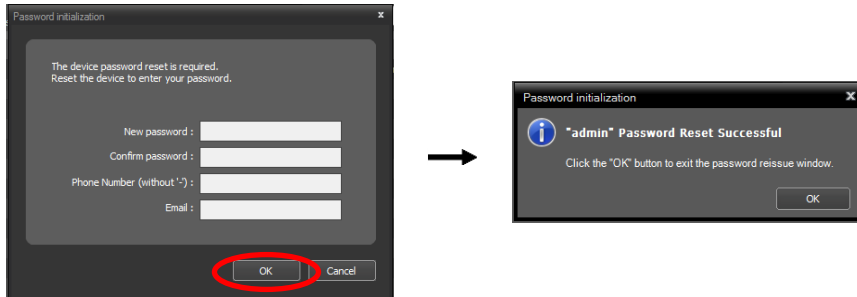 Password initialization
x
The device password reset is required.
Reset the device to enter your password.
New password :
Confirm password :
Phone Number (without '-') :
Email :
OK
Cancel
Password initialization
x
"admin" Password Reset Successful
Click the "OK" button to exit the password reissue window.
OK